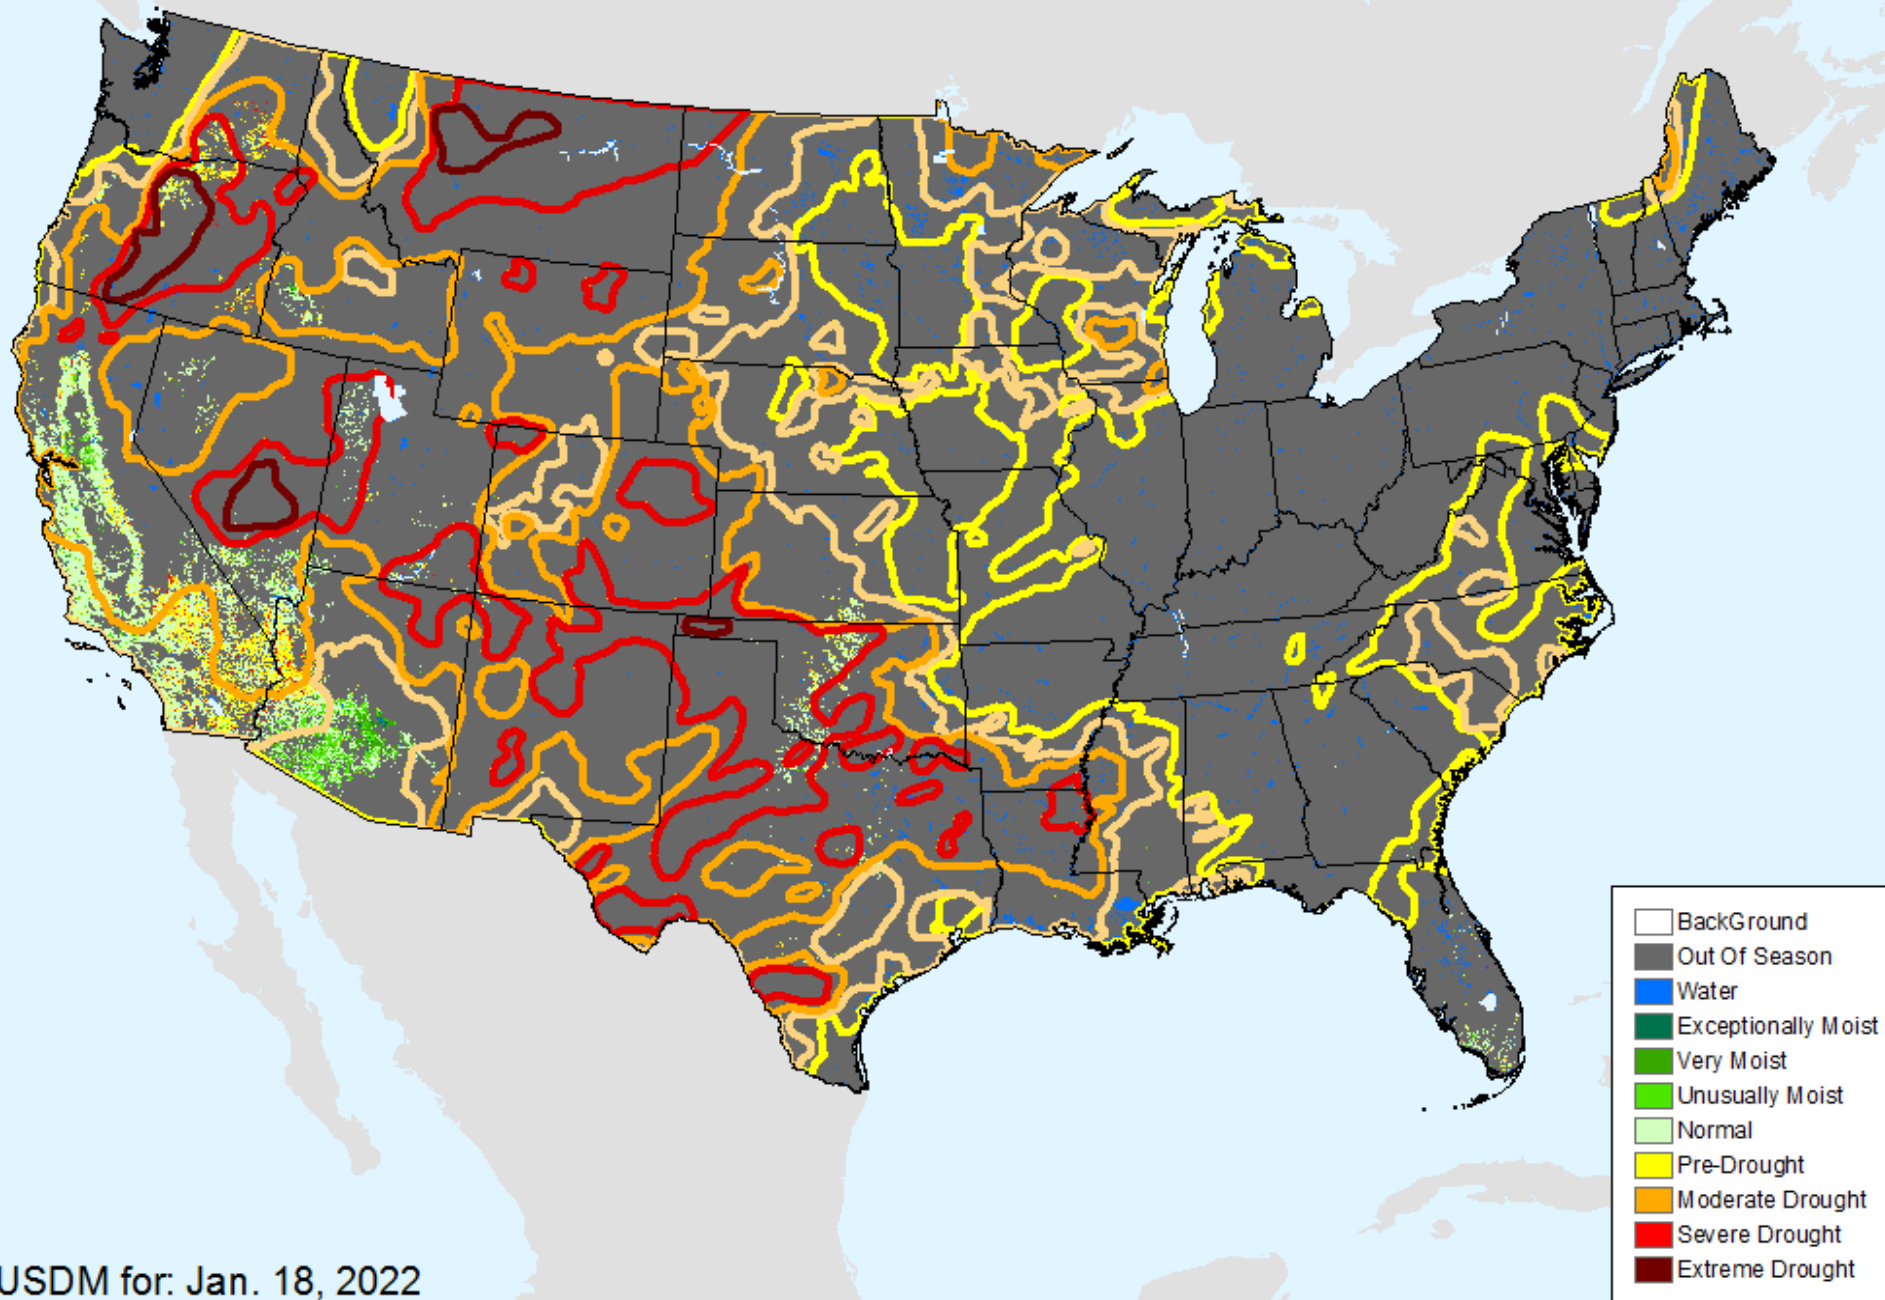 BackGround
Out Of Season
Water
Exceptionally Moist
Very Moist
Unusually Moist
Normal
Pre-Drought
Moderate Drought
Severe Drought
Extreme Drought
USDM for: Jan. 18, 2022